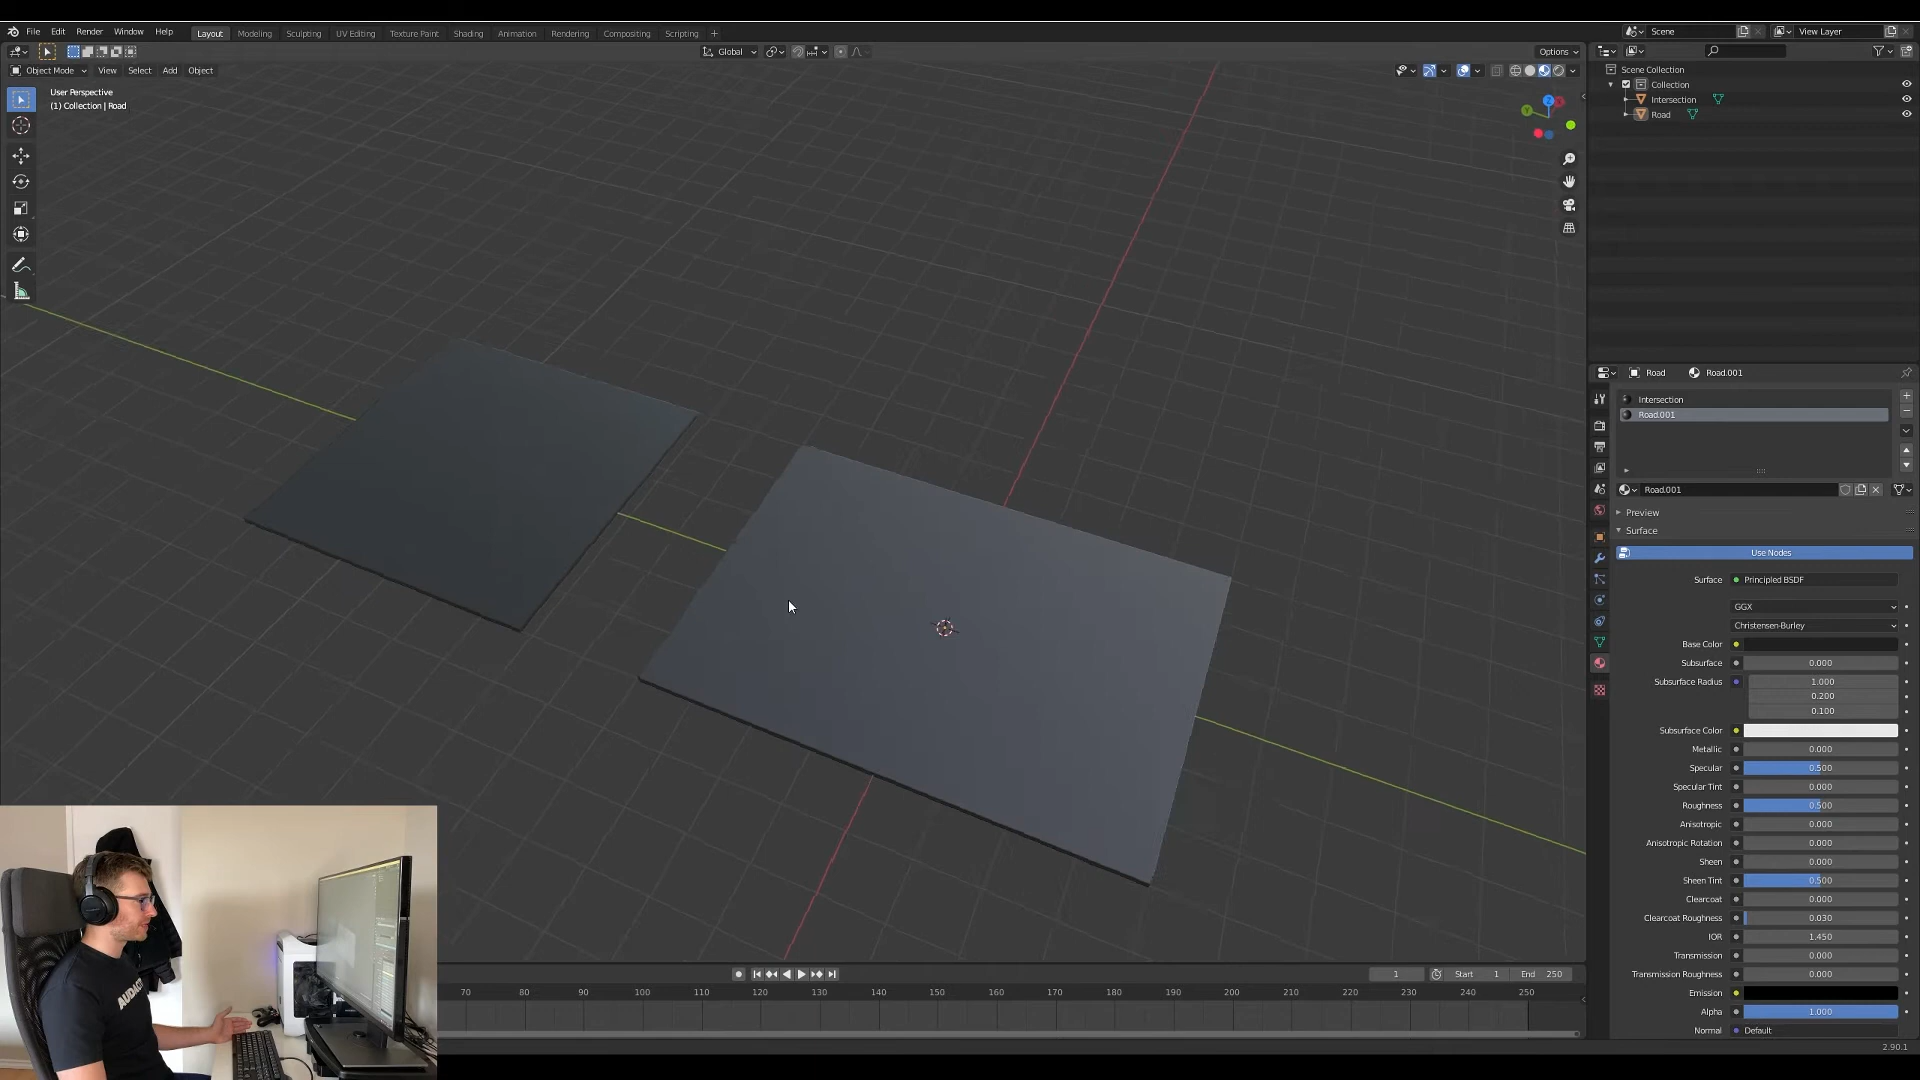 File Edit Render Window Help Layout Modeling Sculpting UV Editing Texture Paint Shading Animation Rendering Compositing Scripting + Scene View Layer
Global Options
Object Mode View Select Add Object
User Perspective
(1) Collection | Road
Scene Collection
Collection
Intersection
Road
Road Road.001
Intersection
Road.001
Road.001
Preview
Surface
Use Nodes
Surface Principled BSDF
GGX
Christensen-Burley
Base Color
Subsurface 0.000
Subsurface Radius 1.000
0.200
0.100
Subsurface Color
Metallic 0.000
Specular 0.500
Specular Tint 0.000
Roughness 0.500
Anisotropic 0.000
Anisotropic Rotation 0.000
Sheen 0.000
Sheen Tint 0.500
Clearcoat 0.000
Clearcoat Roughness 0.030
IOR 1.450
Transmission 0.000
Transmission Roughness 0.000
Emission
Alpha 1.000
Normal Default
1 Start 1 End 250
70 80 90 100 110 120 130 140 150 160 170 180 190 200 210 220 230 240 250
2.90.1